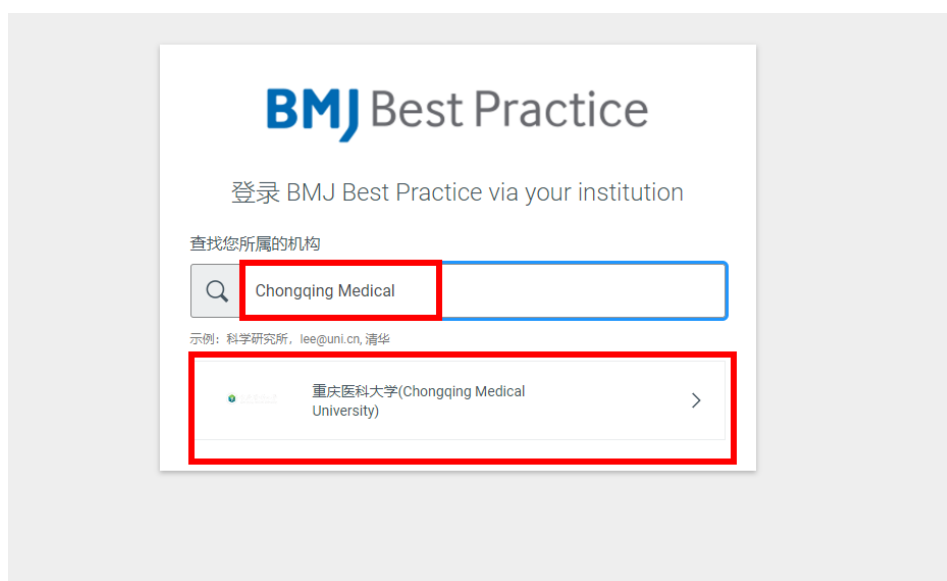 BMJ Best Practice
登录 BMJ Best Practice via your institution
查找您所属的机构
Chongqing Medical
示例：科学研究所，lee@uni.cn, 清华
重庆医科大学(Chongqing Medical
University)